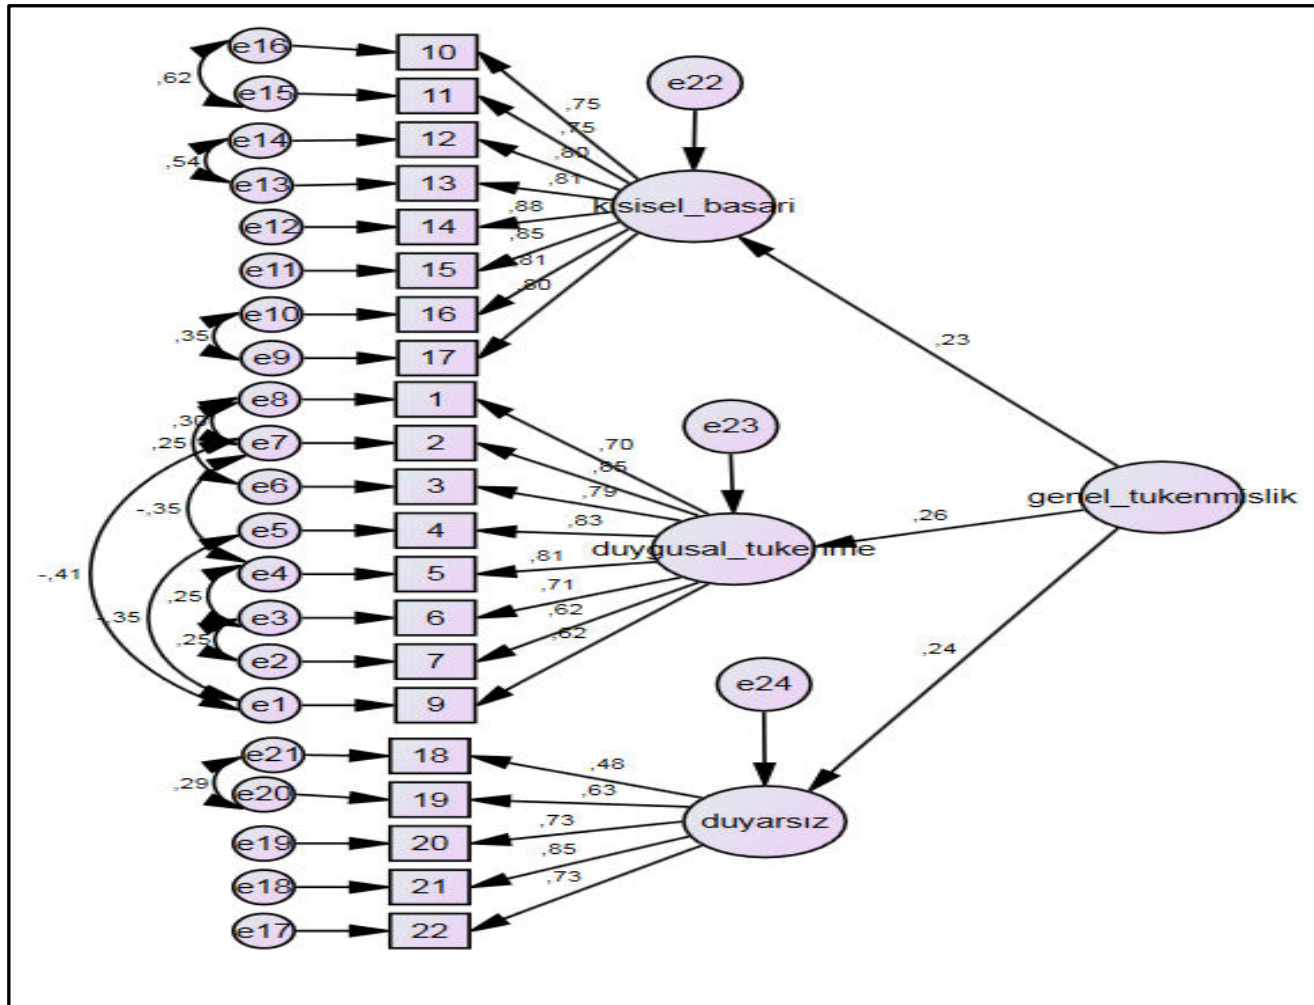 e16
10
,62
e15
11
e14
12
,54
e13
13
e12
14
e11
15
e10
16
,35
e9
17
,75
,75
,80
,81
,88
,85
,81
,80
e22
kisisel_basari
,23
e8
1
,30
,25
e7
2
e6
3
-,35
e5
4
e4
5
-,41
,25
-,35
e3
6
,25
e2
7
e1
9
,70
,85
,79
,83
,81
,71
,62
,62
e23
duygusal_tukenme
,26
genel_tukenmislik
,24
e21
18
,29
e20
19
e19
20
e18
21
e17
22
,48
,63
,73
,85
,73
e24
duyarsız